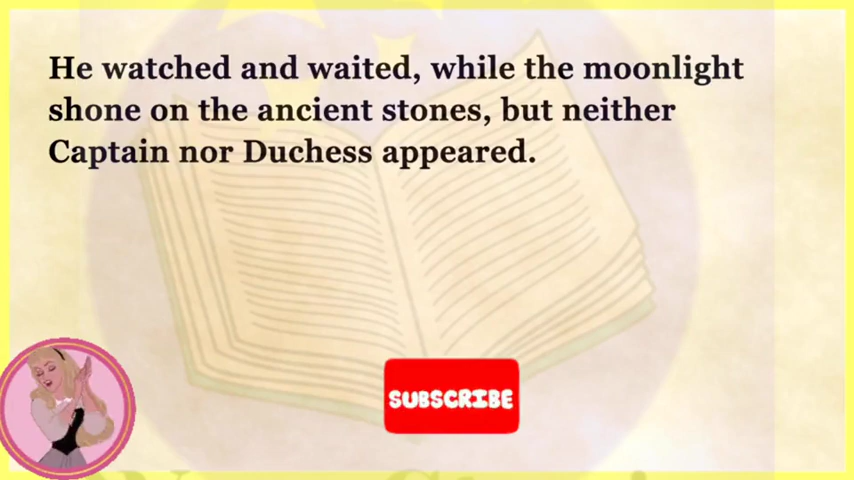 He watched and waited, while the moonlight
shone on the ancient stones, but neither
Captain nor Duchess appeared.
SUBSCRIBE